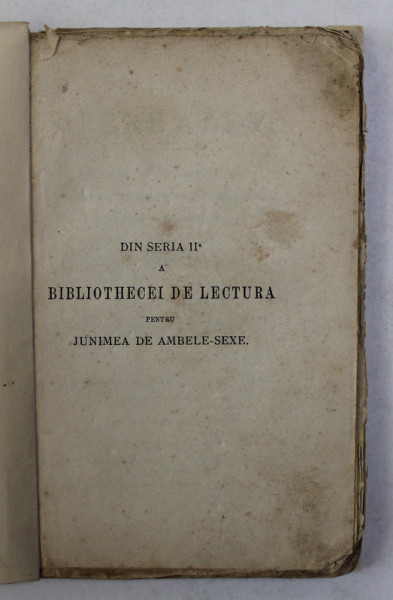 DIN SERIA IIª
A
BIBLIOTHECEI DE LECTURA
PENTRU
JUNIMEA DE AMBELE-SEXE.